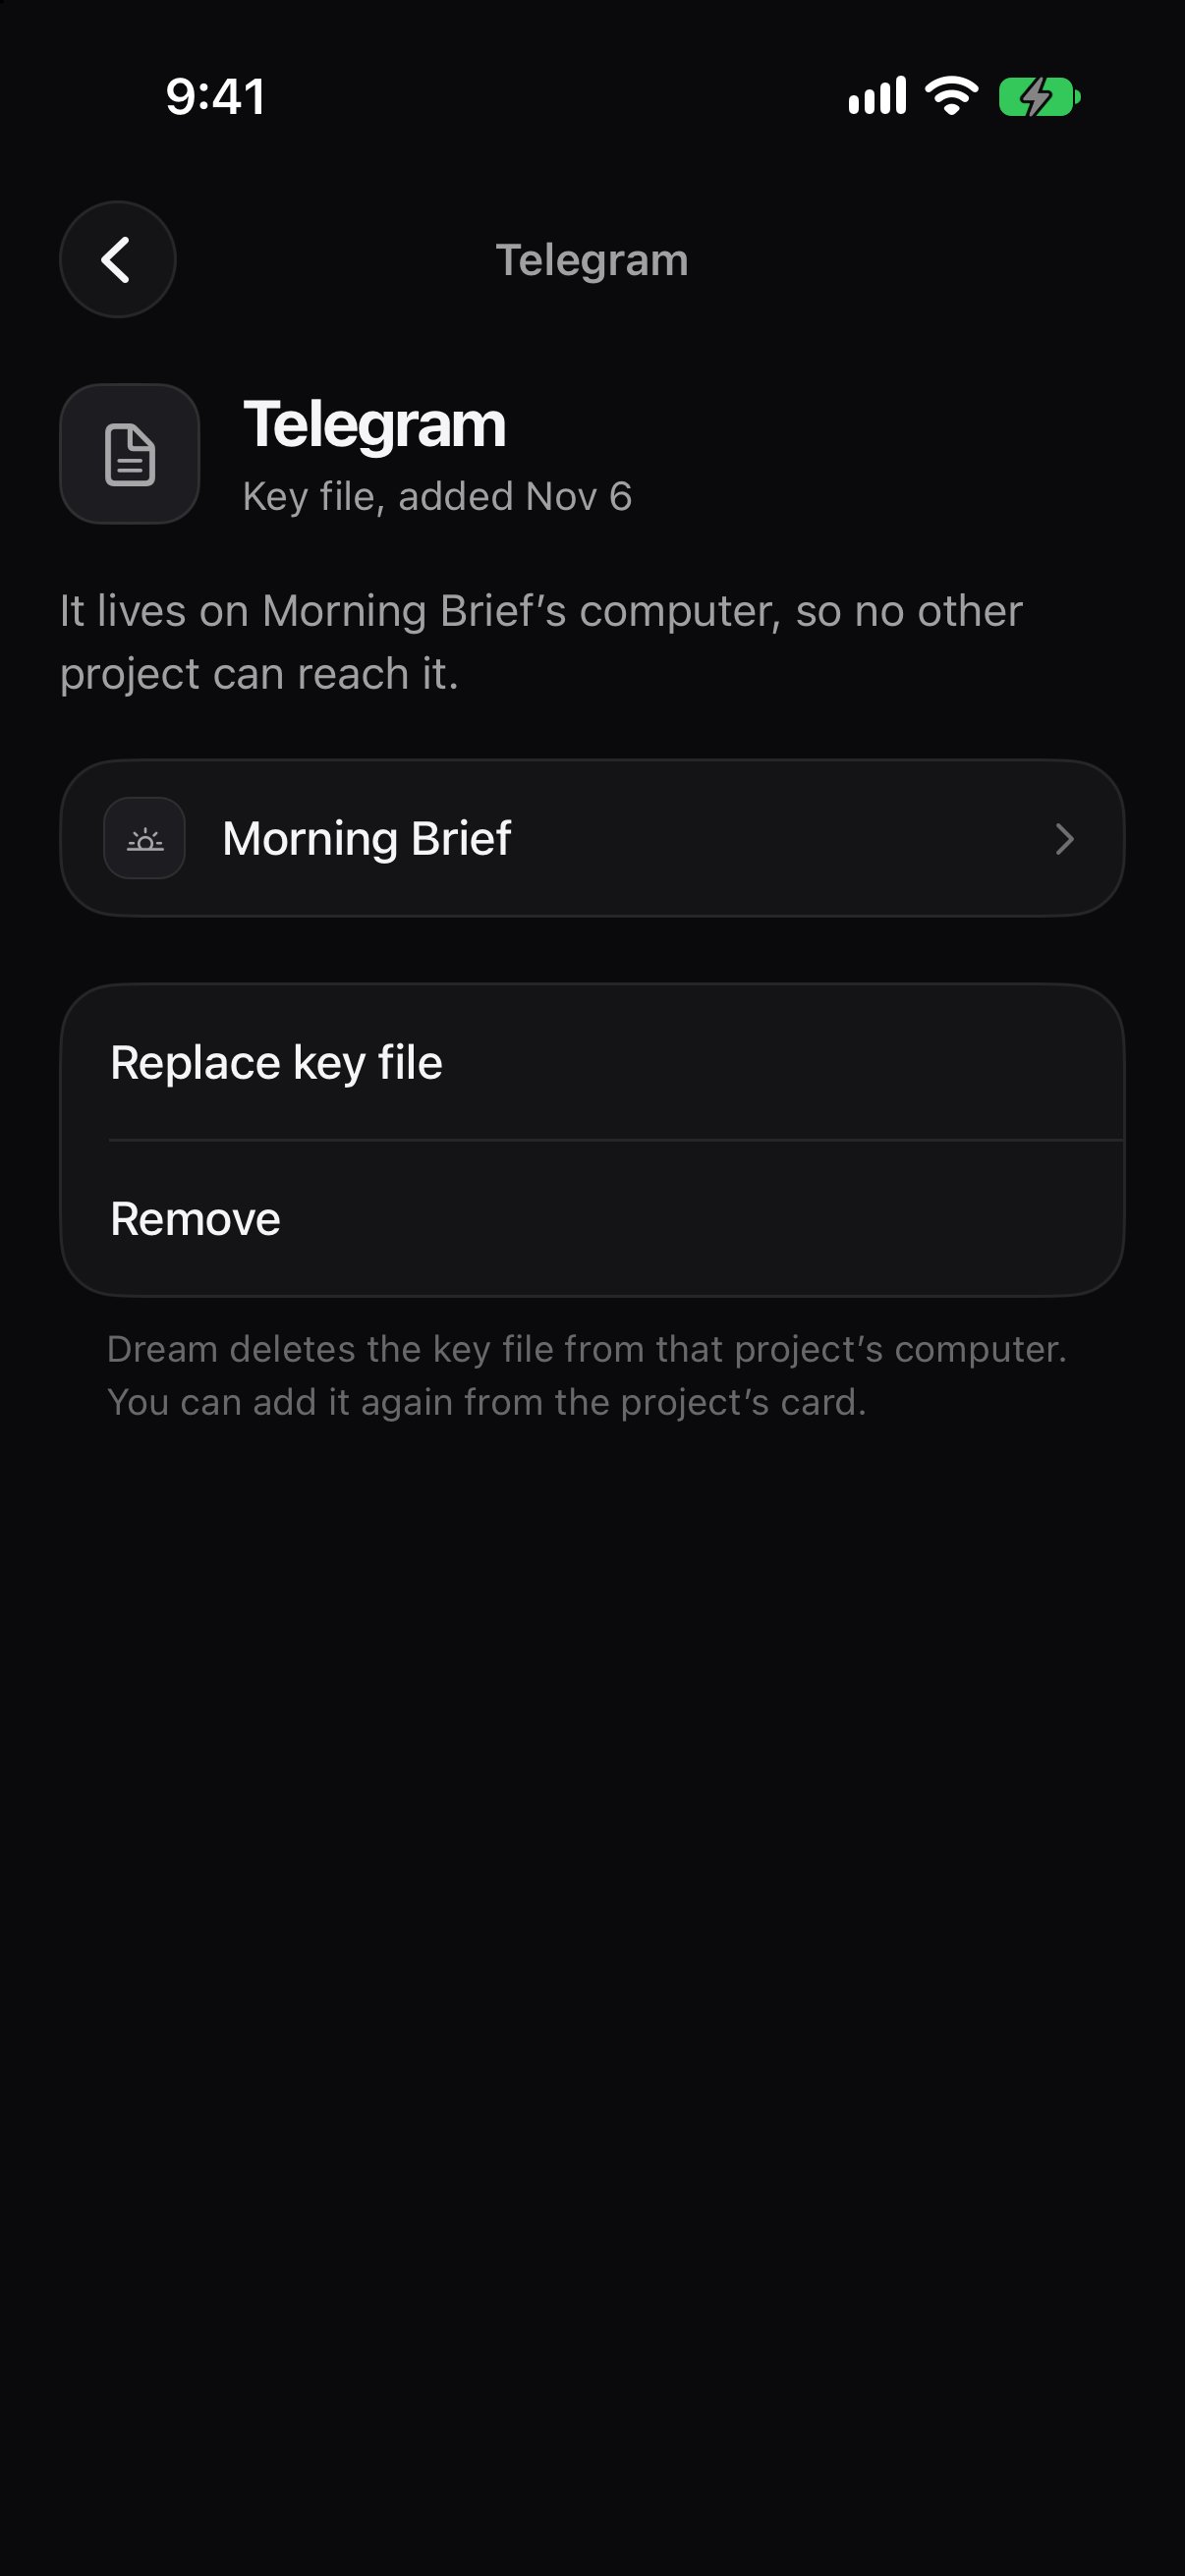 9:41
Telegram
Telegram
Key file, added Nov 6
It lives on Morning Brief’s computer, so no other
project can reach it.
Morning Brief
Replace key file
Remove
Dream deletes the key file from that project’s computer.
You can add it again from the project’s card.